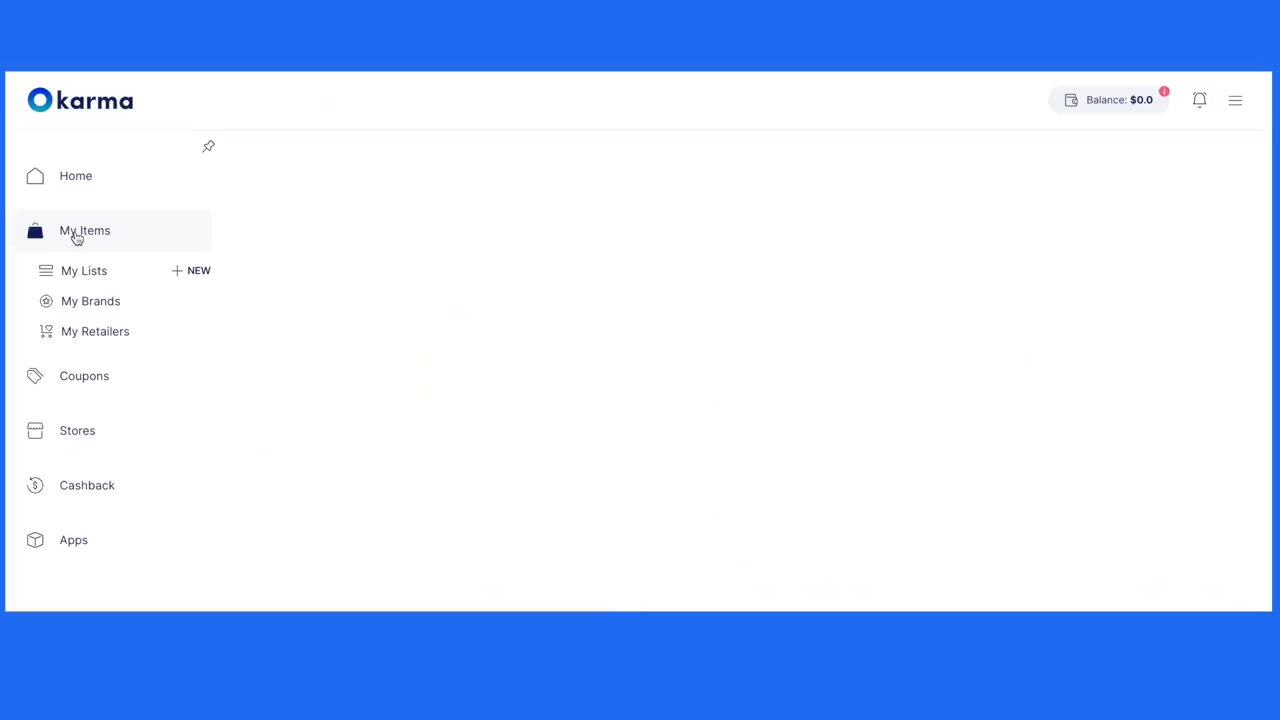 karma
Balance: $0.0
Home
My Items
My Lists
NEW
My Brands
My Retailers
Coupons
Stores
Cashback
Apps